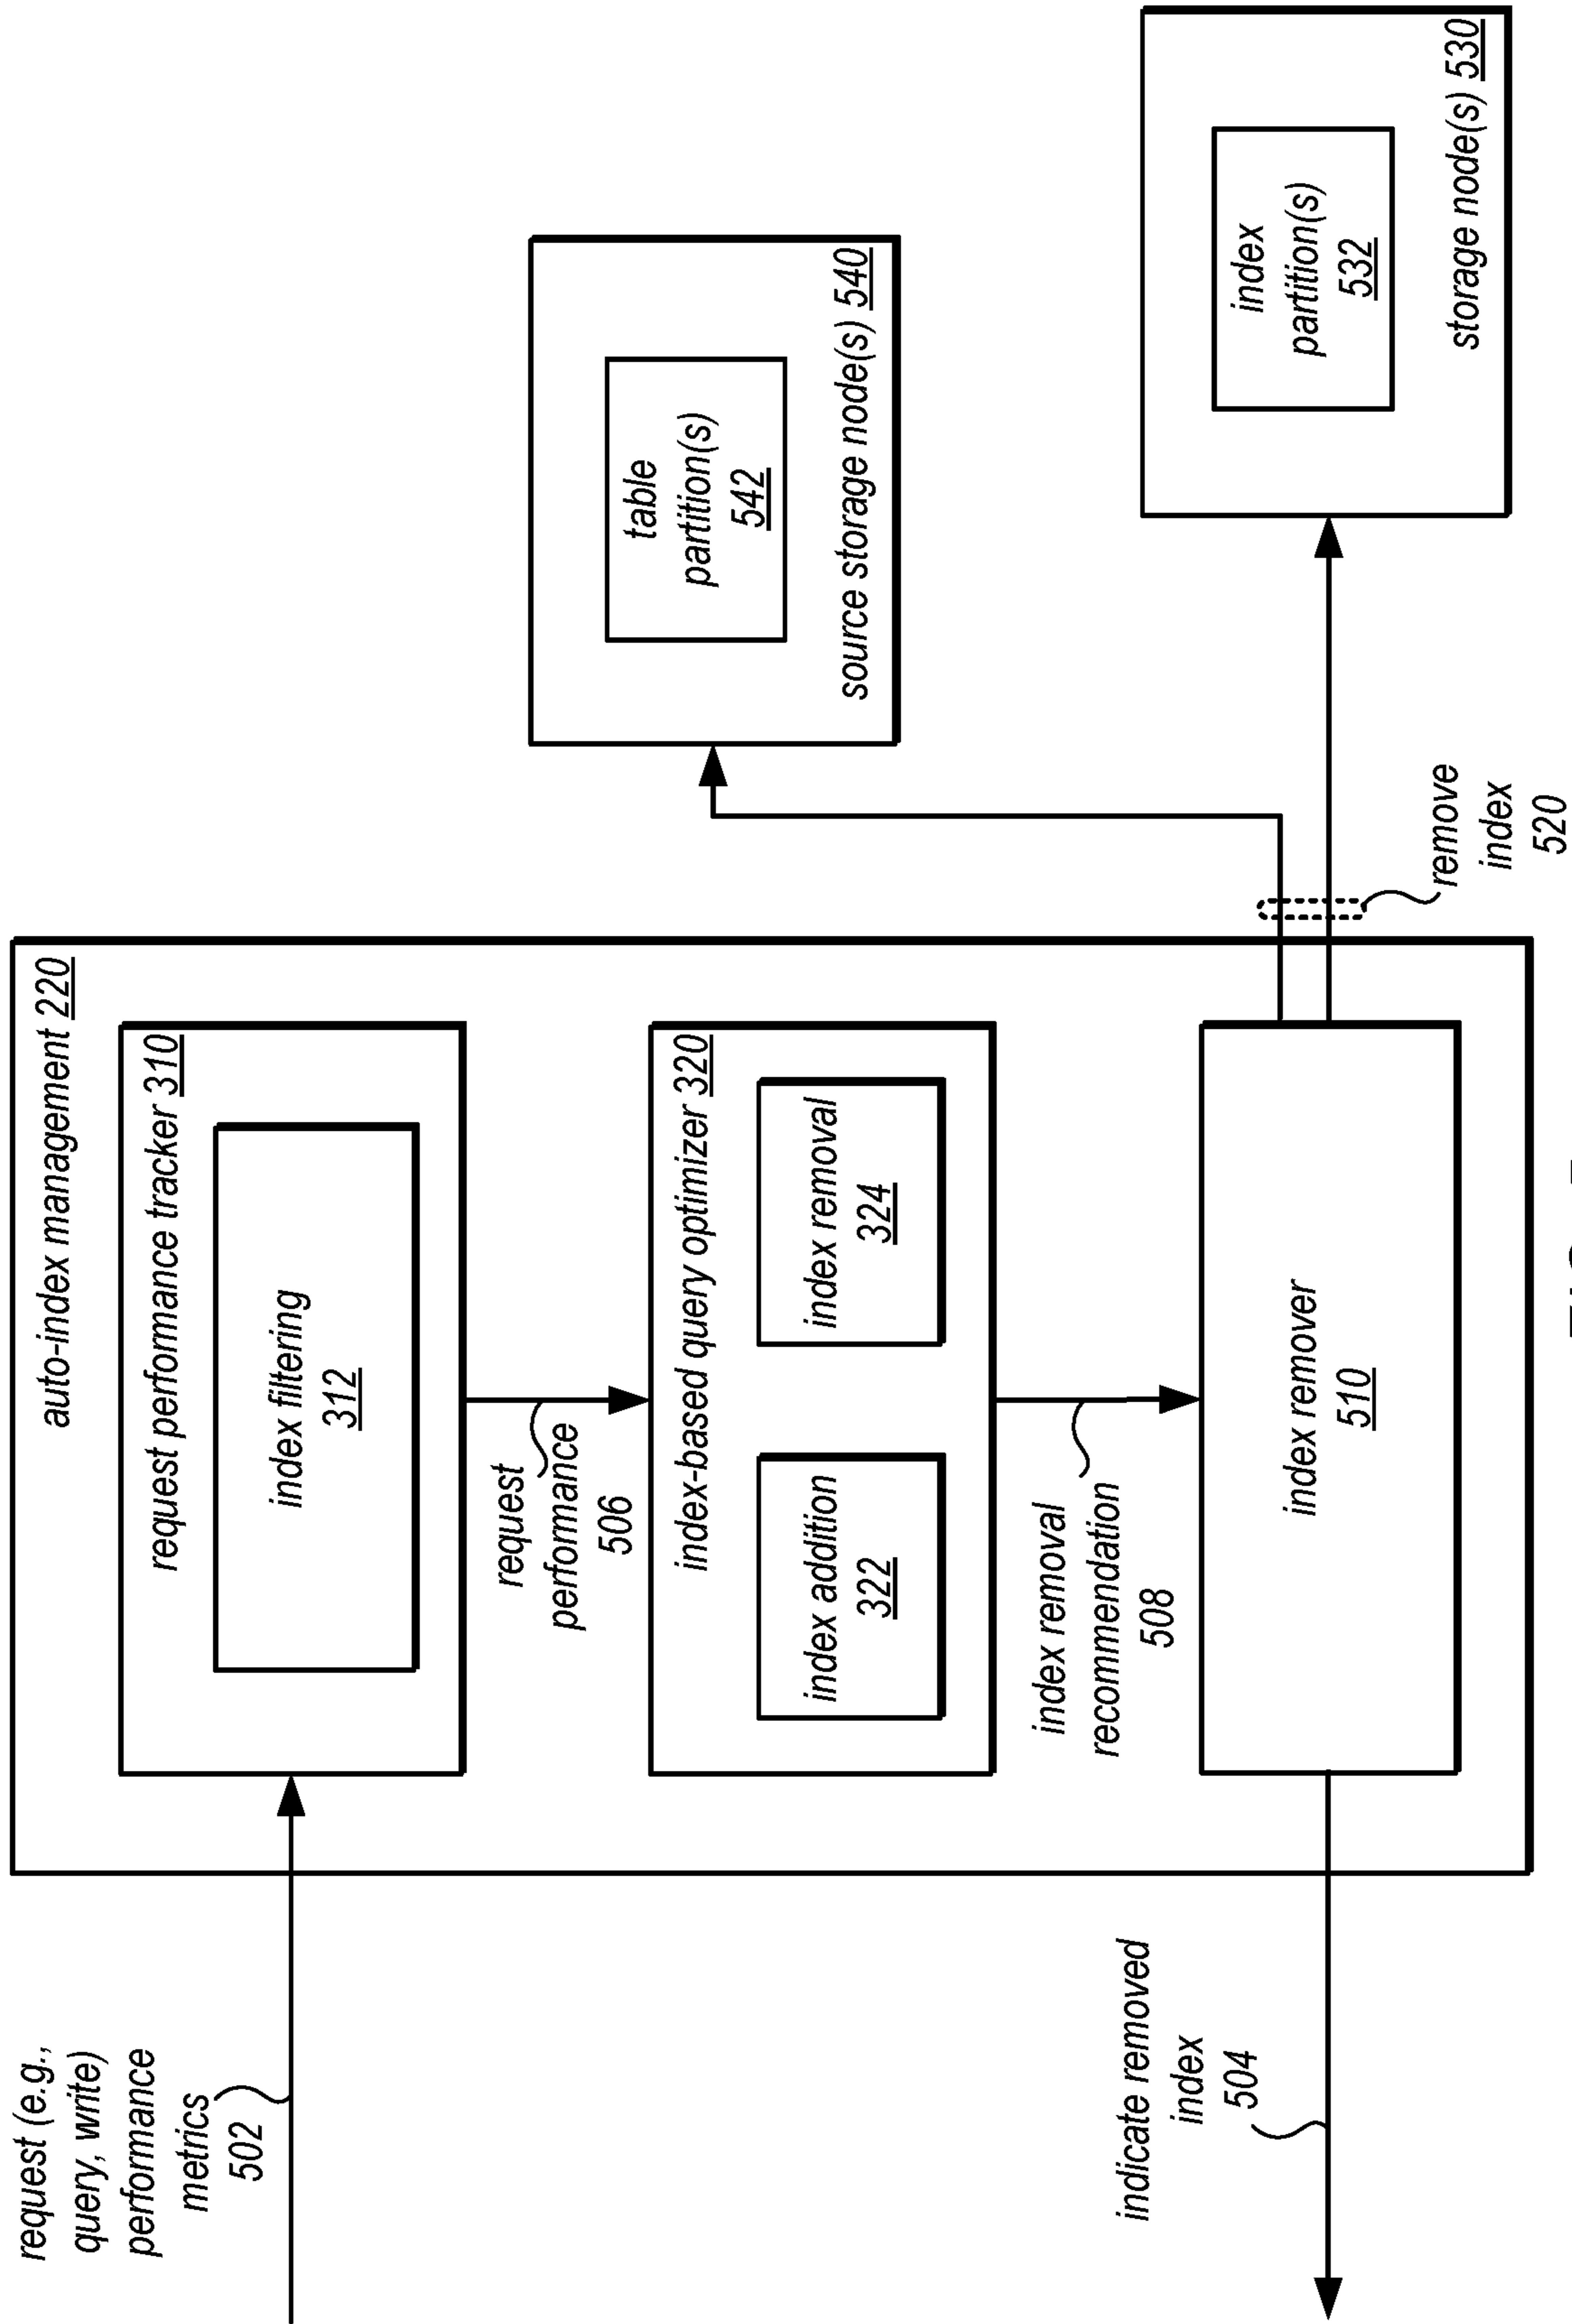 request (e.g.,
query, write)
performance
metrics
502
auto-index management 220
request performance tracker 310
index filtering
312
request
performance
506
index-based query optimizer 320
index addition
322
index removal
324
index removal
recommendation
508
index remover
510
indicate removed
index
504
table
partition(s)
542
source storage node(s) 540
index
partition(s)
532
storage node(s) 530
remove
index
520